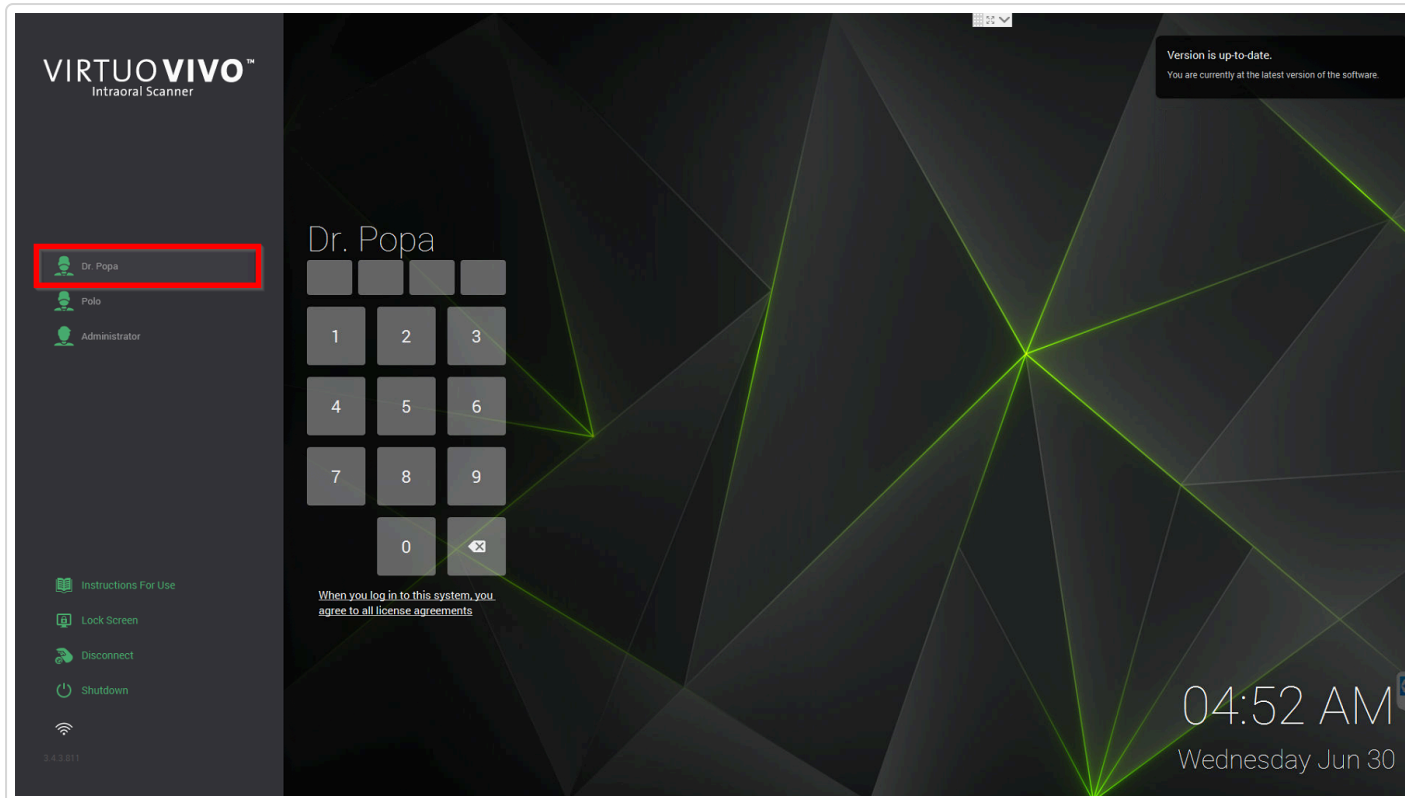 VIRTUO VIVO™
Intraoral Scanner
Version is up-to-date.
You are currently at the latest version of the software.
Dr. Popa
Polo
Administrator
Dr. Popa
1 2 3
4 5 6
7 8 9
0
When you log in to this system, you
agree to all license agreements
Instructions For Use
Lock Screen
Disconnect
Shutdown
3.4.3.811
04:52 AM
Wednesday Jun 30